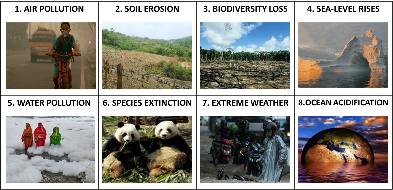 1. AIR POLLUTION
2. SOIL EROSION
3. BIODIVERSITY LOSS
4. SEA-LEVEL RISES
5. WATER POLLUTION
6. SPECIES EXTINCTION
7. EXTREME WEATHER
8.OCEAN ACIDIFICATION